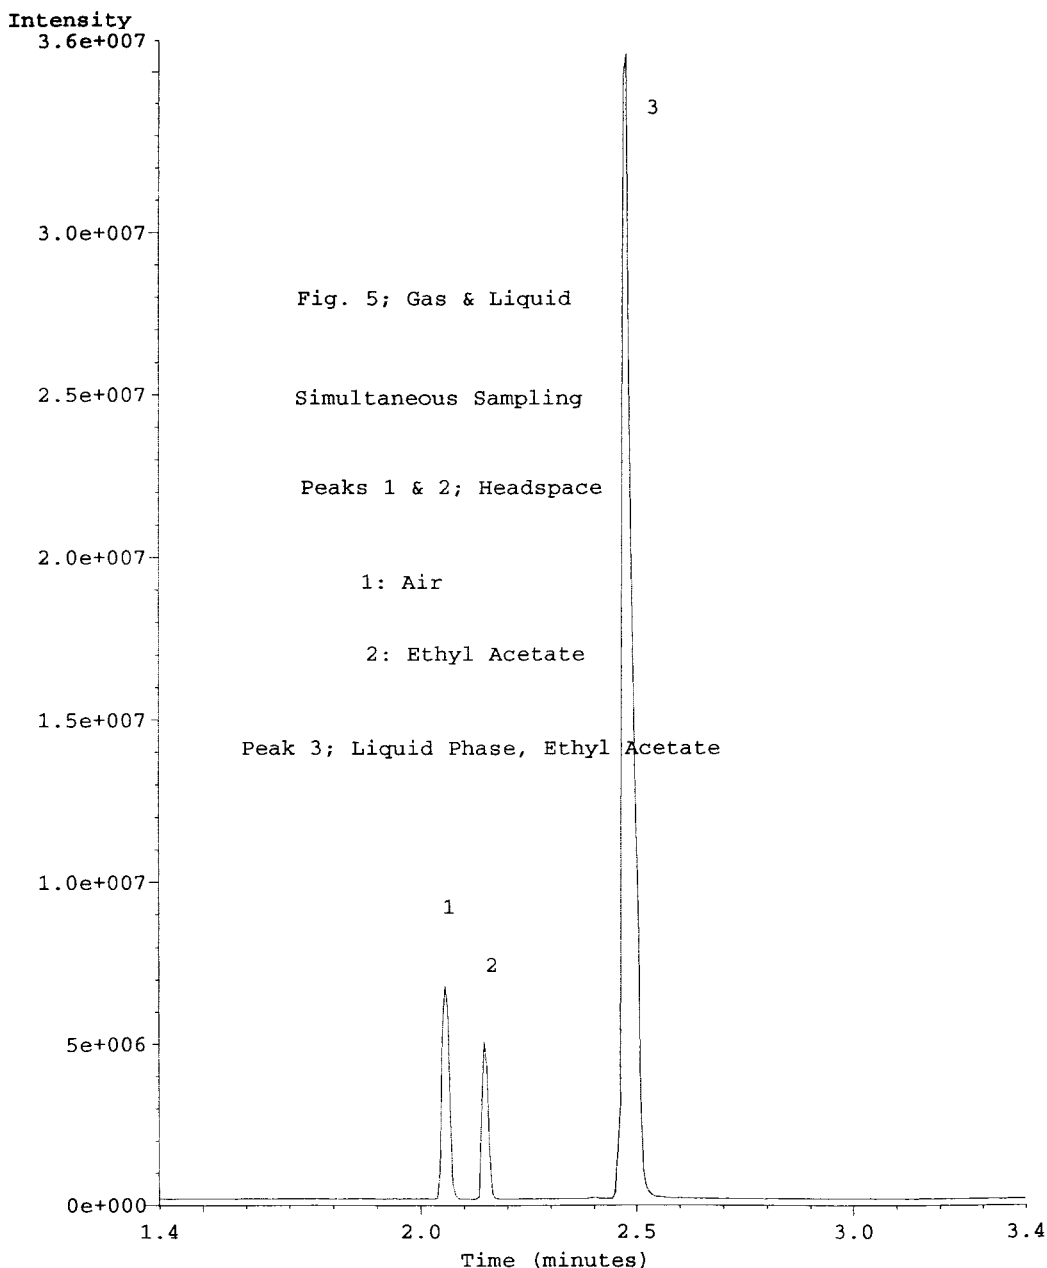 Intensity
3.6e+007
3
3.0e+007
Fig. 5; Gas & Liquid
2.5e+007
Simultaneous Sampling
Peaks 1 & 2; Headspace
2.0e+007
1: Air
2: Ethyl Acetate
1.5e+007
Peak 3; Liquid Phase, Ethyl Acetate
1.0e+007
1
2
5e+006
0e+000
1.4 2.0 2.5 3.0 3.4
Time (minutes)